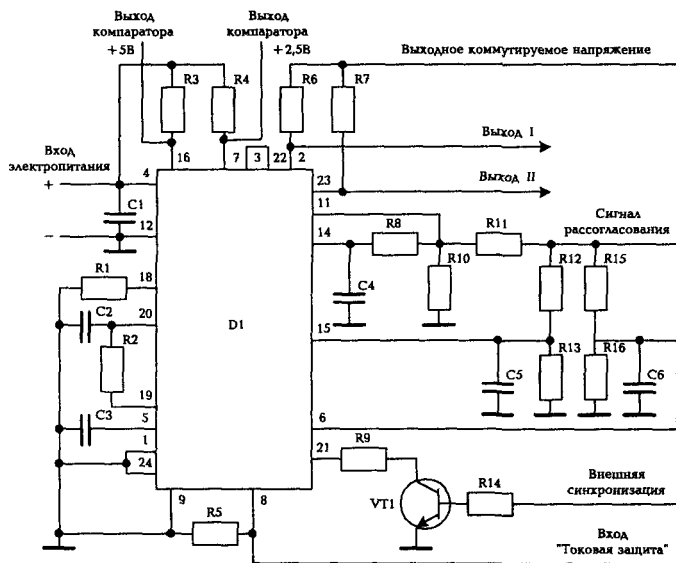 Выход
компаратора
+5В
Выход
компаратора
+2,5В
Выходное коммутируемое напряжение
R3
R4
R6
R7
Выход I
Вход
электропитания
16
7
3
22
2
+
4
23
Выход II
C1
11
–
12
14
R8
R11
Сигнал
рассогласования
R1
18
R10
R12
R15
C4
C2
20
D1
15
R2
R13
R16
C5
C6
19
C3
5
6
1
21
R9
24
VT1
R14
Внешняя
синхронизация
9
8
R5
Вход
"Токовая защита"